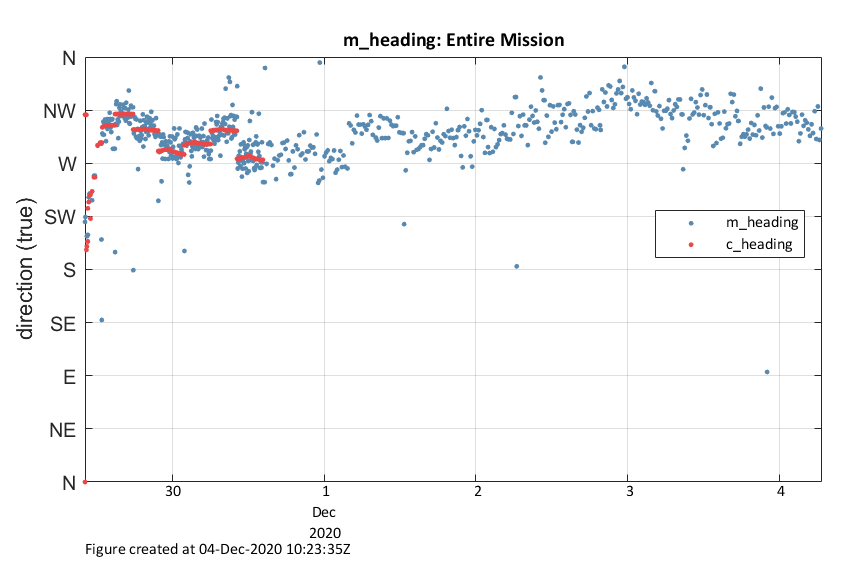 m_heading: Entire Mission
N
NW
W
SW
S
SE
E
NE
N
direction (true)
m_heading
c_heading
30 1 2 3 4
Dec
2020
Figure created at 04-Dec-2020 10:23:35Z